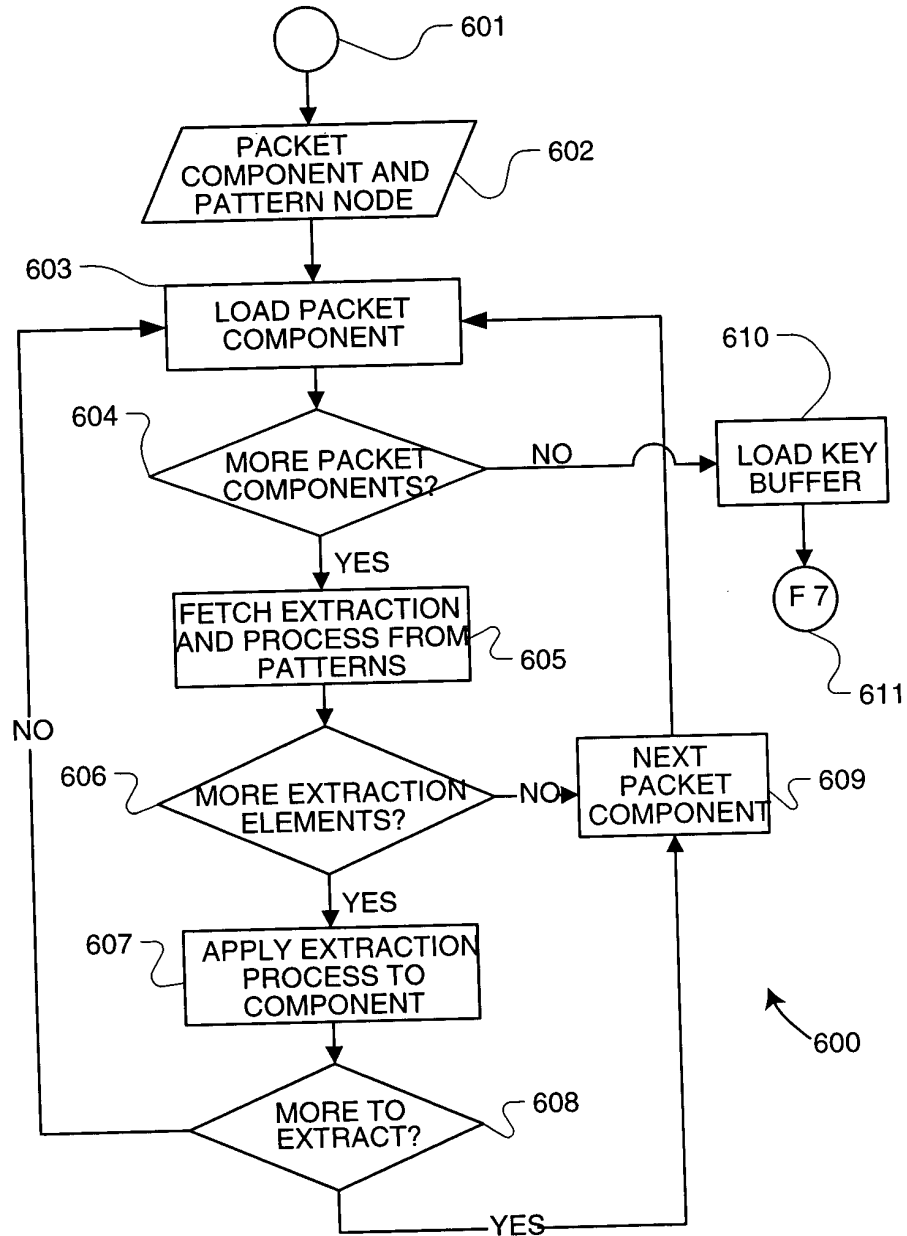 601
PACKET
COMPONENT AND
PATTERN NODE
602
603
LOAD PACKET
COMPONENT
610
604
MORE PACKET
COMPONENTS?
NO
LOAD KEY
BUFFER
YES
F 7
FETCH EXTRACTION
AND PROCESS FROM
PATTERNS
605
611
NO
606
MORE EXTRACTION
ELEMENTS?
NO
NEXT
PACKET
COMPONENT
609
YES
607
APPLY EXTRACTION
PROCESS TO
COMPONENT
600
MORE TO
EXTRACT?
608
YES